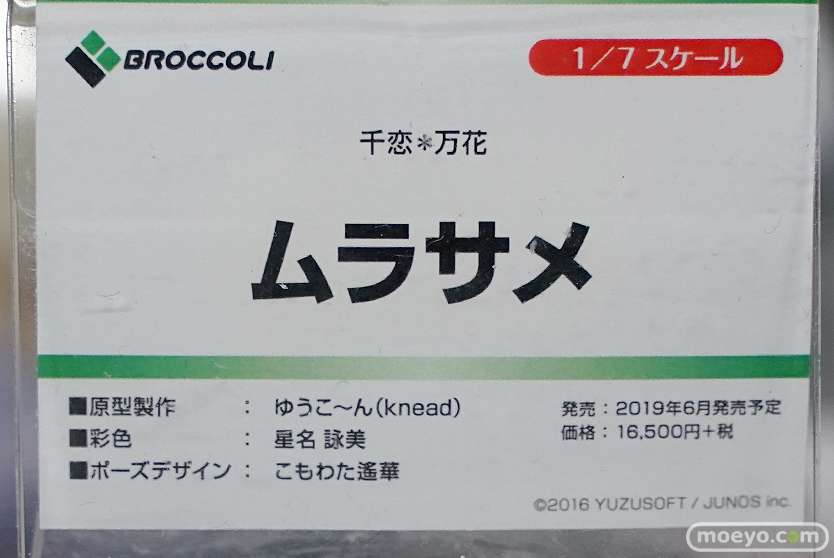 BROCCOLI
1/7 スケール
千恋*万花
ムラサメ
■原型製作 : ゆうこ~ん(knead)
■彩色 : 星名 詠美
■ポーズデザイン : こもわた遙華
発売:2019年6月発売予定
価格:16,500円+税
©2016 YUZUSOFT / JUNOS inc.
moeyo.com